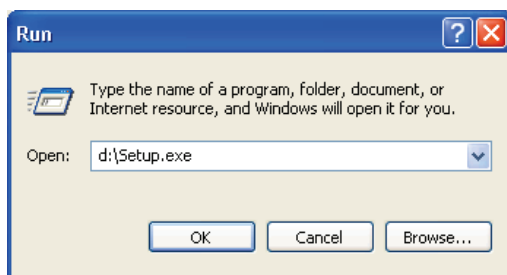 Run
Type the name of a program, folder, document, or
Internet resource, and Windows will open it for you.
Open: d:\Setup.exe
OK Cancel Browse...